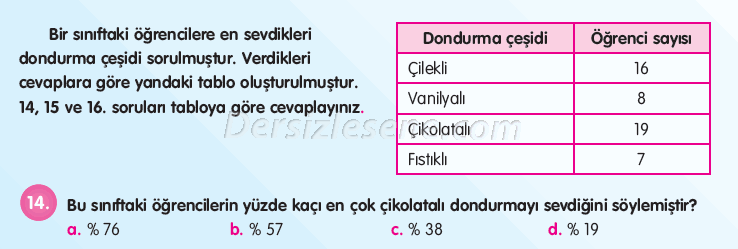 Bir sınıftaki öğrencilere en sevdikleri
dondurma çeşidi sorulmuştur. Verdikleri
cevaplara göre yandaki tablo oluşturulmuştur.
14, 15 ve 16. soruları tabloya göre cevaplayınız.
Dondurma çeşidi Öğrenci sayısı
Çilekli 16
Vanilyalı 8
Çikolatalı 19
Fıstıklı 7
Dersizlesene.com
14. Bu sınıftaki öğrencilerin yüzde kaçı en çok çikolatalı dondurmayı sevdiğini söylemiştir?
a. % 76 b. % 57 c. % 38 d. % 19